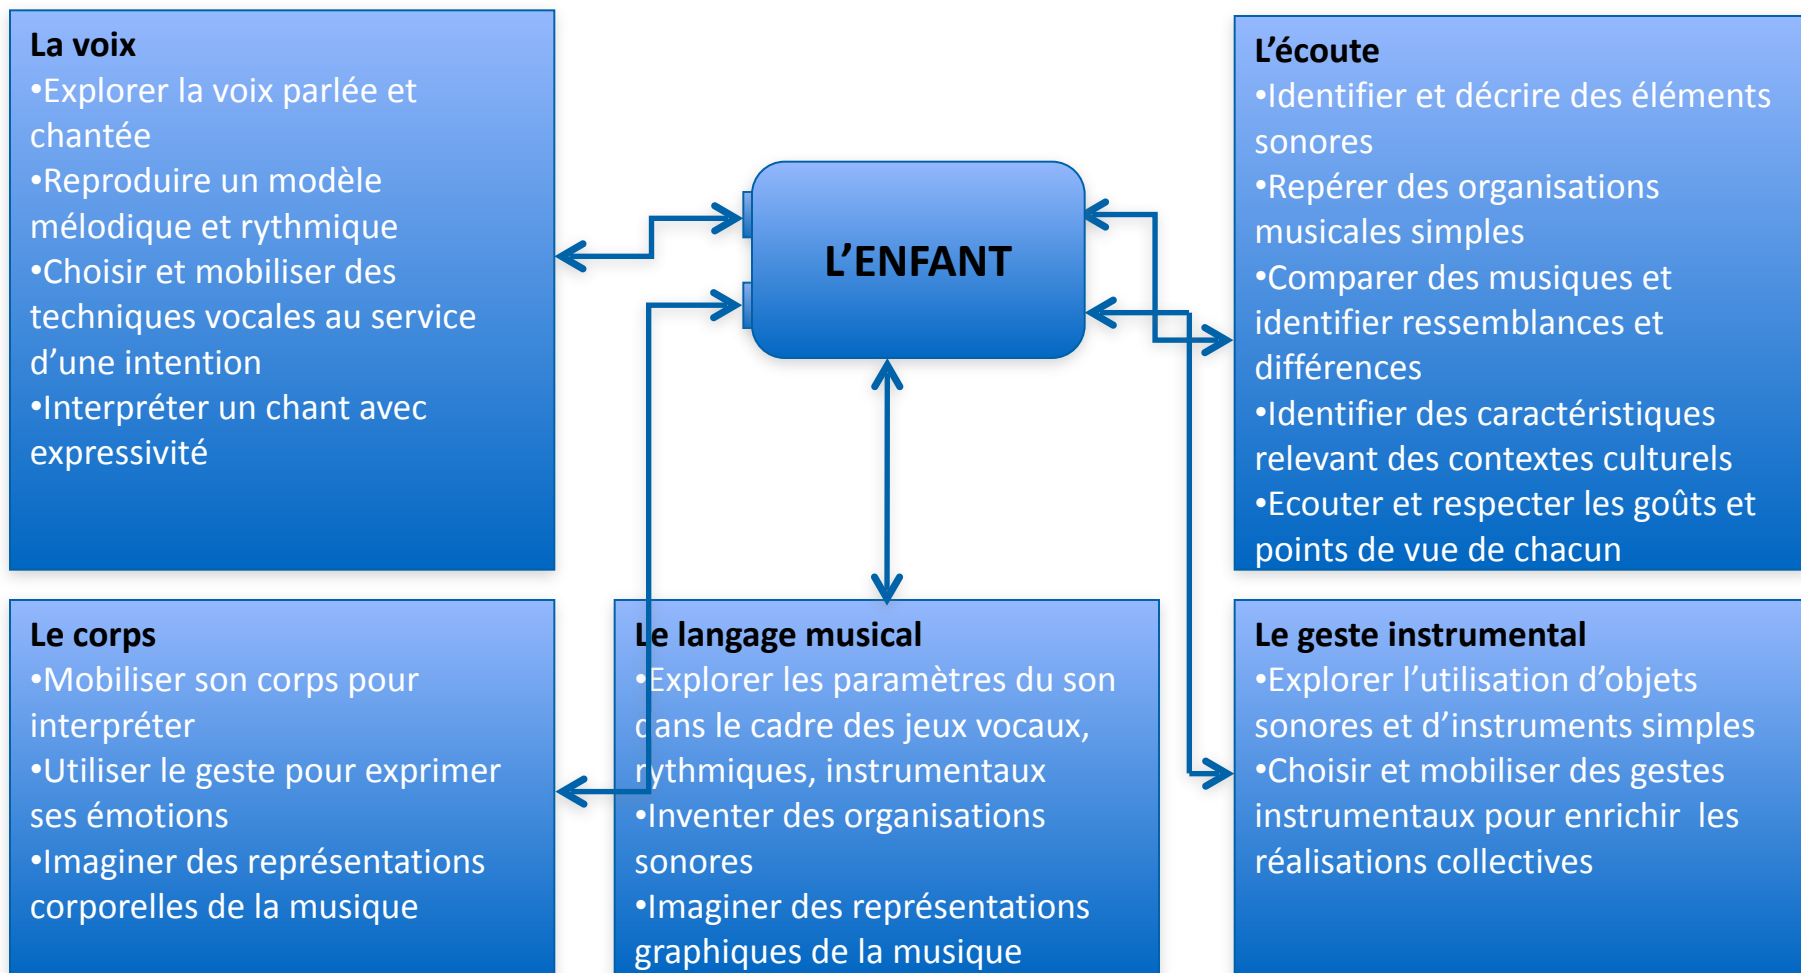 La voix
•Explorer la voix parlée et
chantée
•Reproduire un modèle
mélodique et rythmique
•Choisir et mobiliser des
techniques vocales au service
d’une intention
•Interpréter un chant avec
expressivité
L’ENFANT
L’écoute
•Identifier et décrire des éléments
sonores
•Repérer des organisations
musicales simples
•Comparer des musiques et
identifier ressemblances et
différences
•Identifier des caractéristiques
relevant des contextes culturels
•Ecouter et respecter les goûts et
points de vue de chacun
Le corps
•Mobiliser son corps pour
interpréter
•Utiliser le geste pour exprimer
ses émotions
•Imaginer des représentations
corporelles de la musique
Le langage musical
•Explorer les paramètres du son
dans le cadre des jeux vocaux,
rythmiques, instrumentaux
•Inventer des organisations
sonores
•Imaginer des représentations
graphiques de la musique
Le geste instrumental
•Explorer l’utilisation d’objets
sonores et d’instruments simples
•Choisir et mobiliser des gestes
instrumentaux pour enrichir  les
réalisations collectives